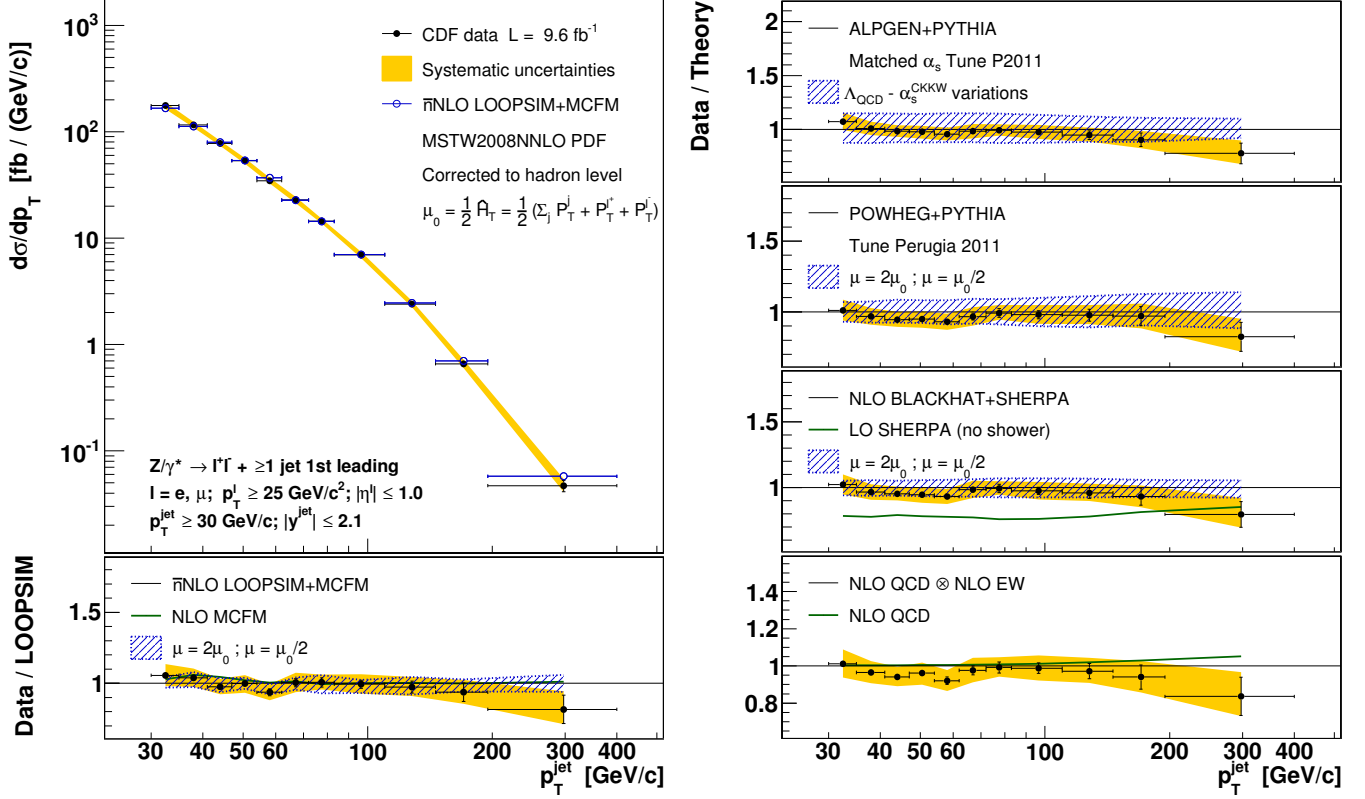 dσ/dp_T [fb / (GeV/c)]
10³
10²
10
1
10⁻¹
CDF data L = 9.6 fb⁻¹
Systematic uncertainties
n̄NLO LOOPSIM+MCFM
MSTW2008NNLO PDF
Corrected to hadron level
μ₀ = 1/2 Ĥ_T = 1/2 (Σ_j P_T^j + P_T^l⁺ + P_T^l⁻)
Z/γ* → l⁺l⁻ + ≥1 jet 1st leading
l = e, μ; p_T^l ≥ 25 GeV/c²; |η^l| ≤ 1.0
p_T^jet ≥ 30 GeV/c; |y^jet| ≤ 2.1
Data / LOOPSIM
1.5
1
n̄NLO LOOPSIM+MCFM
NLO MCFM
μ = 2μ₀ ; μ = μ₀/2
30 40 50 60 100 200 300 400
p_T^jet [GeV/c]
Data / Theory
2
1.5
1
ALPGEN+PYTHIA
Matched α_s Tune P2011
Λ_QCD - α_s^CKKW variations
1.5
1
POWHEG+PYTHIA
Tune Perugia 2011
μ = 2μ₀ ; μ = μ₀/2
1.5
1
NLO BLACKHAT+SHERPA
LO SHERPA (no shower)
μ = 2μ₀ ; μ = μ₀/2
1.4
1.2
1
0.8
NLO QCD ⊗ NLO EW
NLO QCD
30 40 50 60 100 200 300 400
p_T^jet [GeV/c]